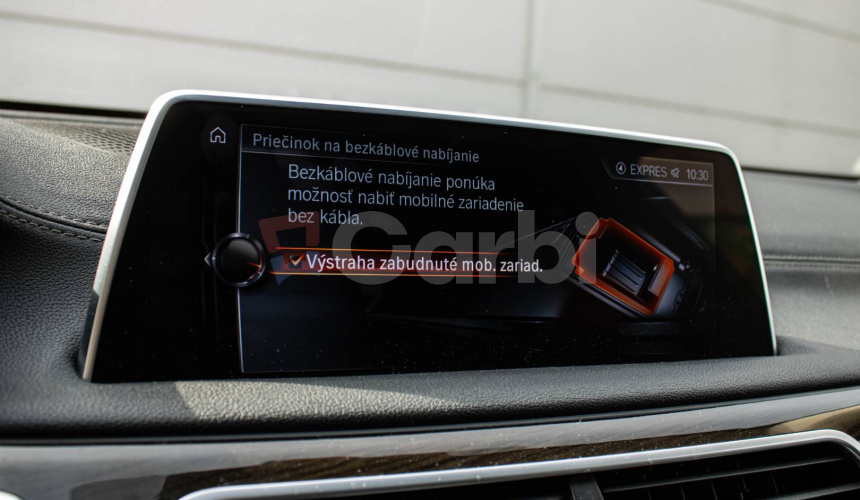 Priečinok na bezkáblové nabíjanie
EXPRES 10:30
Bezkáblové nabíjanie ponúka
možnosť nabiť mobilné zariadenie
bez kábla.
Výstraha zabudnuté mob. zariad.
Garbi